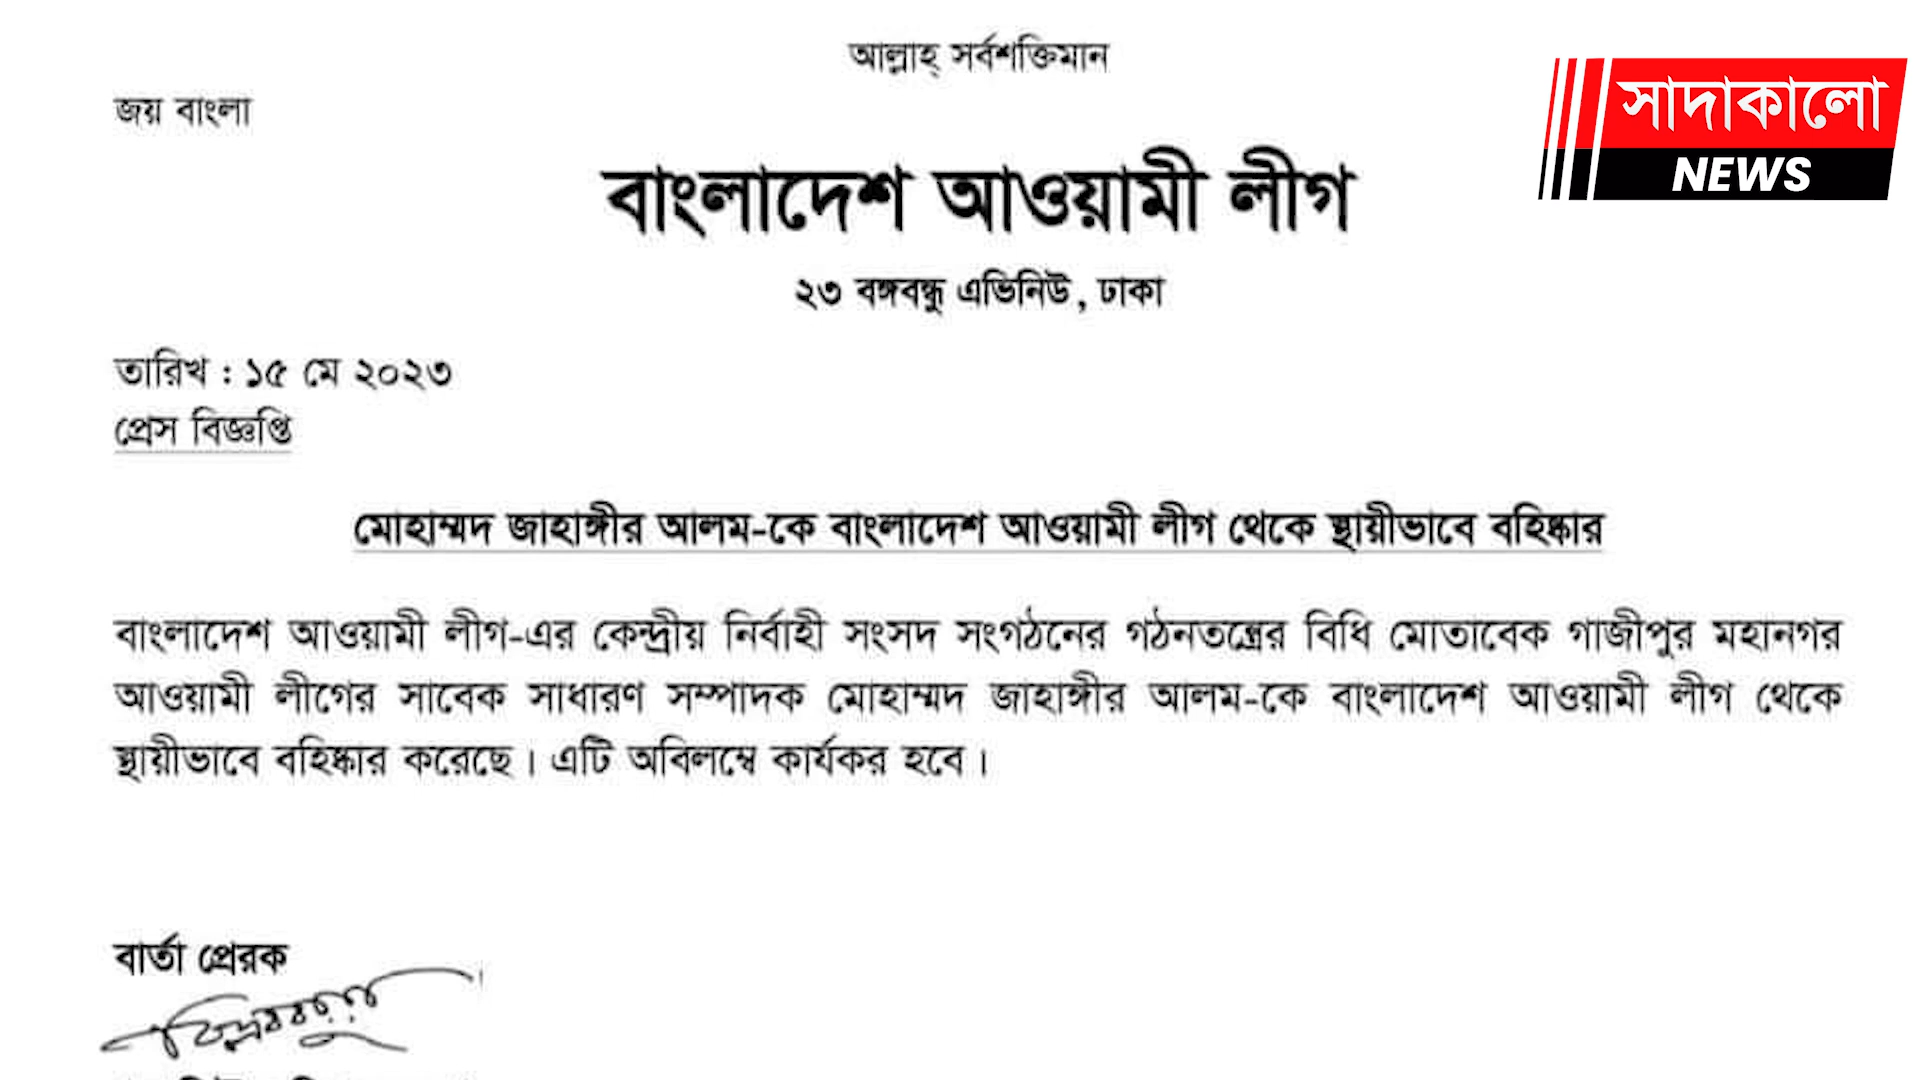 আল্লাহ্ সর্বশক্তিমান
জয় বাংলা
সাদাকালো
NEWS
বাংলাদেশ আওয়ামী লীগ
২৩ বঙ্গবন্ধু এভিনিউ, ঢাকা
তারিখ : ১৫ মে ২০২৩
প্রেস বিজ্ঞপ্তি
মোহাম্মদ জাহাঙ্গীর আলম-কে বাংলাদেশ আওয়ামী লীগ থেকে স্থায়ীভাবে বহিষ্কার
বাংলাদেশ আওয়ামী লীগ-এর কেন্দ্রীয় নির্বাহী সংসদ সংগঠনের গঠনতন্ত্রের বিধি মোতাবেক গাজীপুর মহানগর
আওয়ামী লীগের সাবেক সাধারণ সম্পাদক মোহাম্মদ জাহাঙ্গীর আলম-কে বাংলাদেশ আওয়ামী লীগ থেকে
স্থায়ীভাবে বহিষ্কার করেছে। এটি অবিলম্বে কার্যকর হবে।
বার্তা প্রেরক